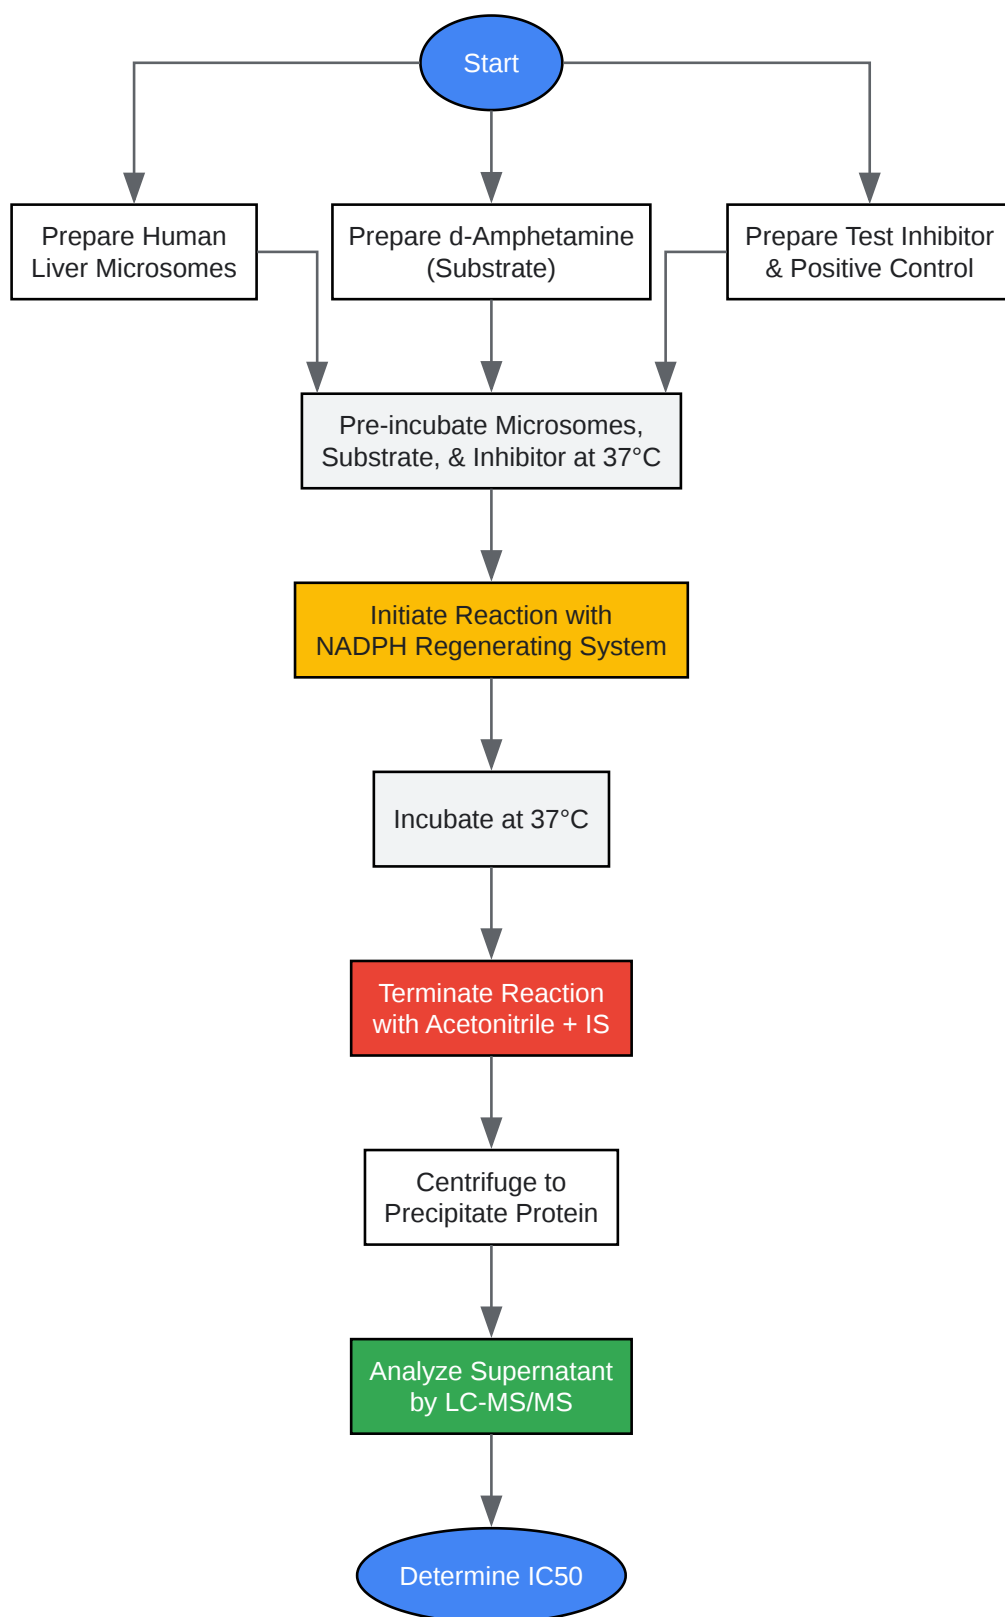 Start
Prepare Human
Liver Microsomes
Prepare d-Amphetamine
(Substrate)
Prepare Test Inhibitor
& Positive Control
Pre-incubate Microsomes,
Substrate, & Inhibitor at 37°C
Initiate Reaction with
NADPH Regenerating System
Incubate at 37°C
Terminate Reaction
with Acetonitrile + IS
Centrifuge to
Precipitate Protein
Analyze Supernatant
by LC-MS/MS
Determine IC50